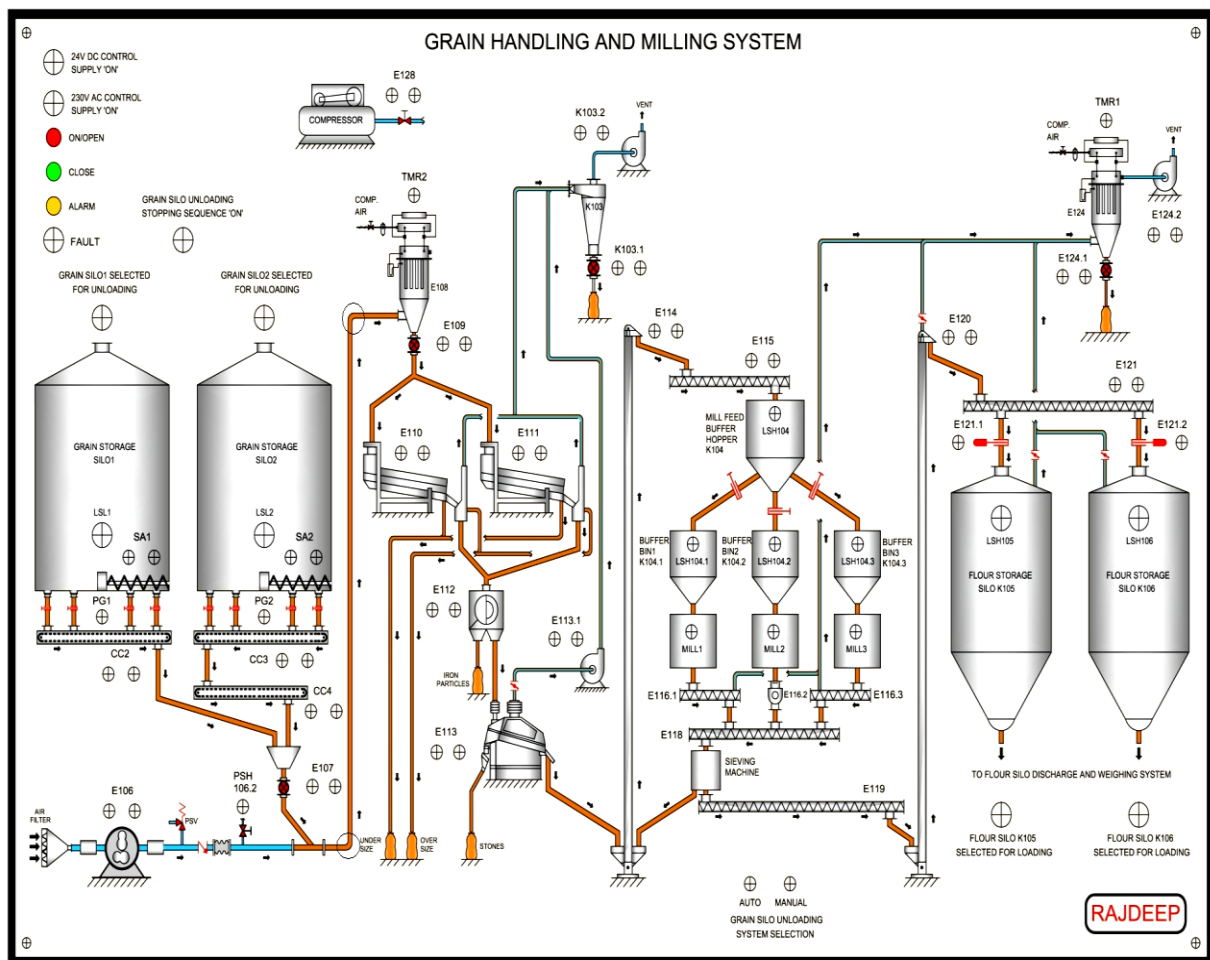 GRAIN HANDLING AND MILLING SYSTEM
24V DC CONTROL
SUPPLY 'ON'
230V AC CONTROL
SUPPLY 'ON'
ON/OPEN
CLOSE
ALARM
FAULT
GRAIN SILO UNLOADING
STOPPING SEQUENCE 'ON'
COMPRESSOR
E128
K103.2
VENT
K103
K103.1
TMR1
COMP.
AIR
VENT
E124
E124.2
E124.1
TMR2
COMP.
AIR
E108
E109
GRAIN SILO1 SELECTED
FOR UNLOADING
GRAIN SILO2 SELECTED
FOR UNLOADING
GRAIN STORAGE
SILO1
LSL1
SA1
PG1
CC2
GRAIN STORAGE
SILO2
LSL2
SA2
PG2
CC3
CC4
E107
PSH
106.2
E106
AIR
FILTER
PSV
E110
E111
E112
IRON
PARTICLES
E113.1
E113
UNDER
SIZE
OVER
SIZE
STONES
E114
E115
MILL FEED
BUFFER
HOPPER
K104
LSH104
BUFFER
BIN1
K104.1
LSH104.1
BUFFER
BIN2
K104.2
LSH104.2
LSH104.3
BUFFER
BIN3
K104.3
MILL1
MILL2
MILL3
E116.1
E116.2
E116.3
E118
SIEVING
MACHINE
E119
E120
E121
E121.1
E121.2
LSH105
FLOUR STORAGE
SILO K105
LSH106
FLOUR STORAGE
SILO K106
TO FLOUR SILO DISCHARGE AND WEIGHING SYSTEM
FLOUR SILO K105
SELECTED FOR LOADING
FLOUR SILO K106
SELECTED FOR LOADING
AUTO MANUAL
GRAIN SILO UNLOADING
SYSTEM SELECTION
RAJDEEP